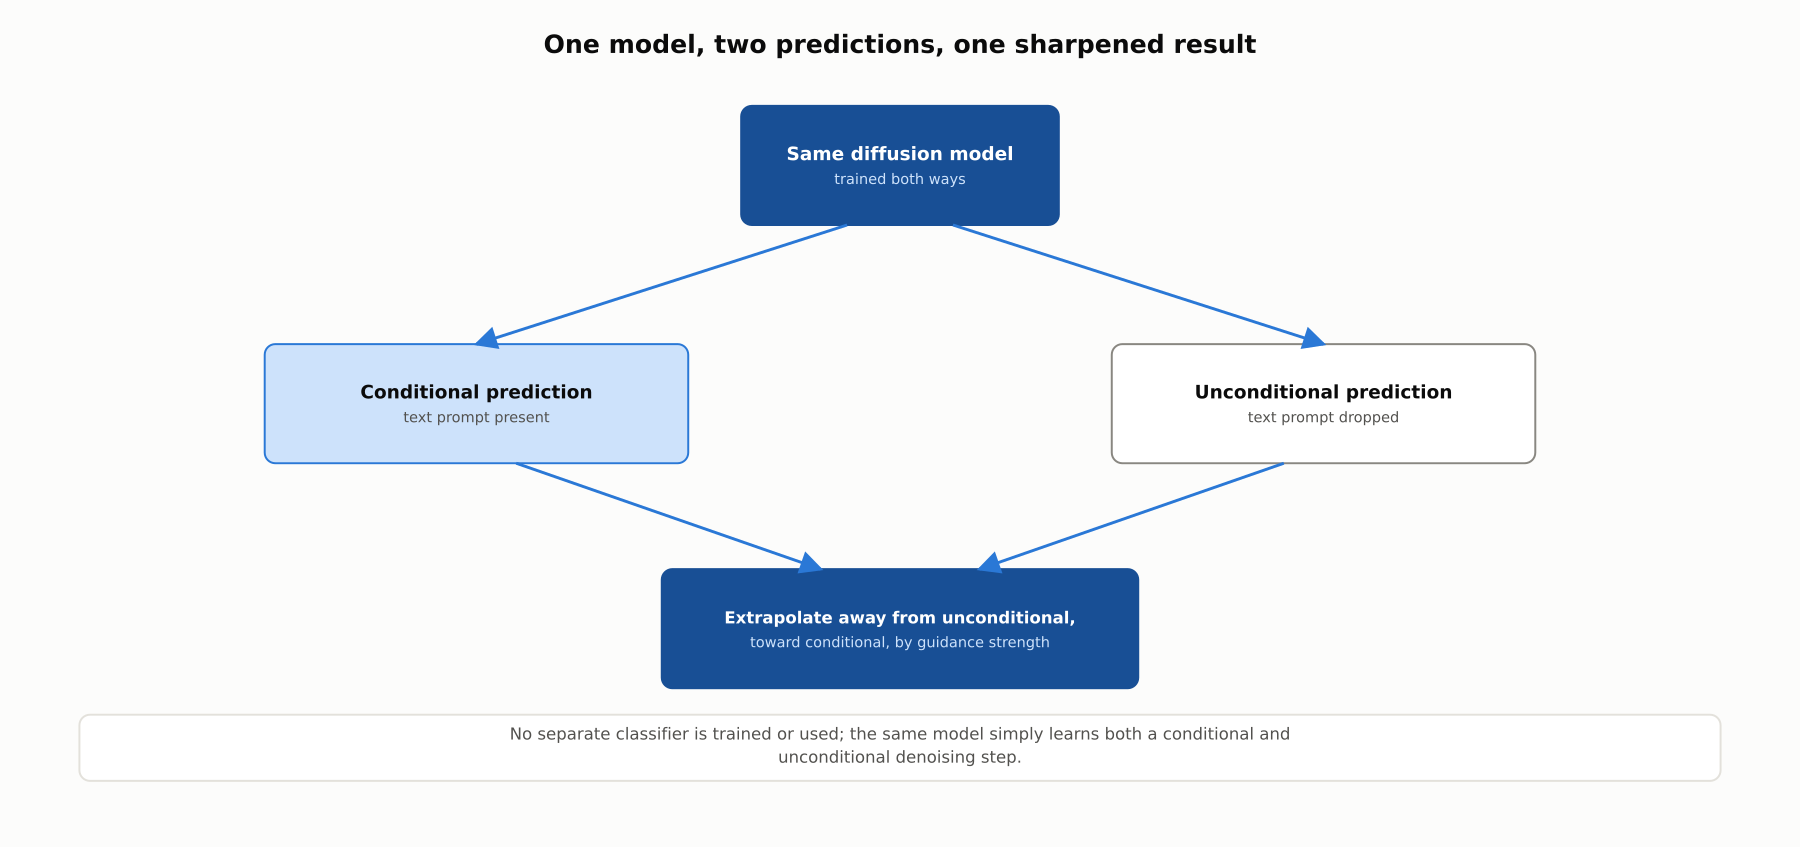 One model, two predictions, one sharpened result
Same diffusion model
trained both ways
Conditional prediction
text prompt present
Unconditional prediction
text prompt dropped
Extrapolate away from unconditional,
toward conditional, by guidance strength
No separate classifier is trained or used; the same model simply learns both a conditional and
unconditional denoising step.